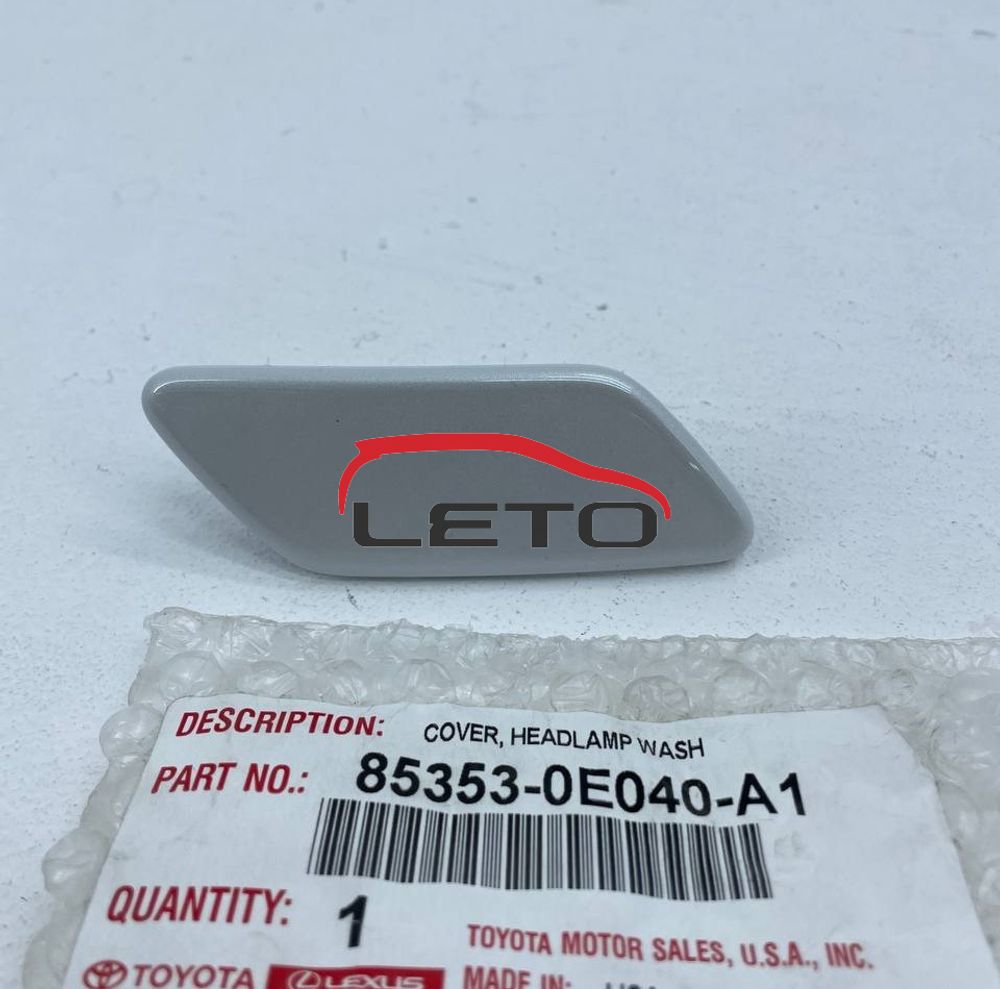 LETO
DESCRIPTION: COVER, HEADLAMP WASH
PART NO.: 85353-0E040-A1
QUANTITY: 1
TOYOTA MOTOR SALES, U.S.A., INC.
TOYOTA LEXUS MADE IN: